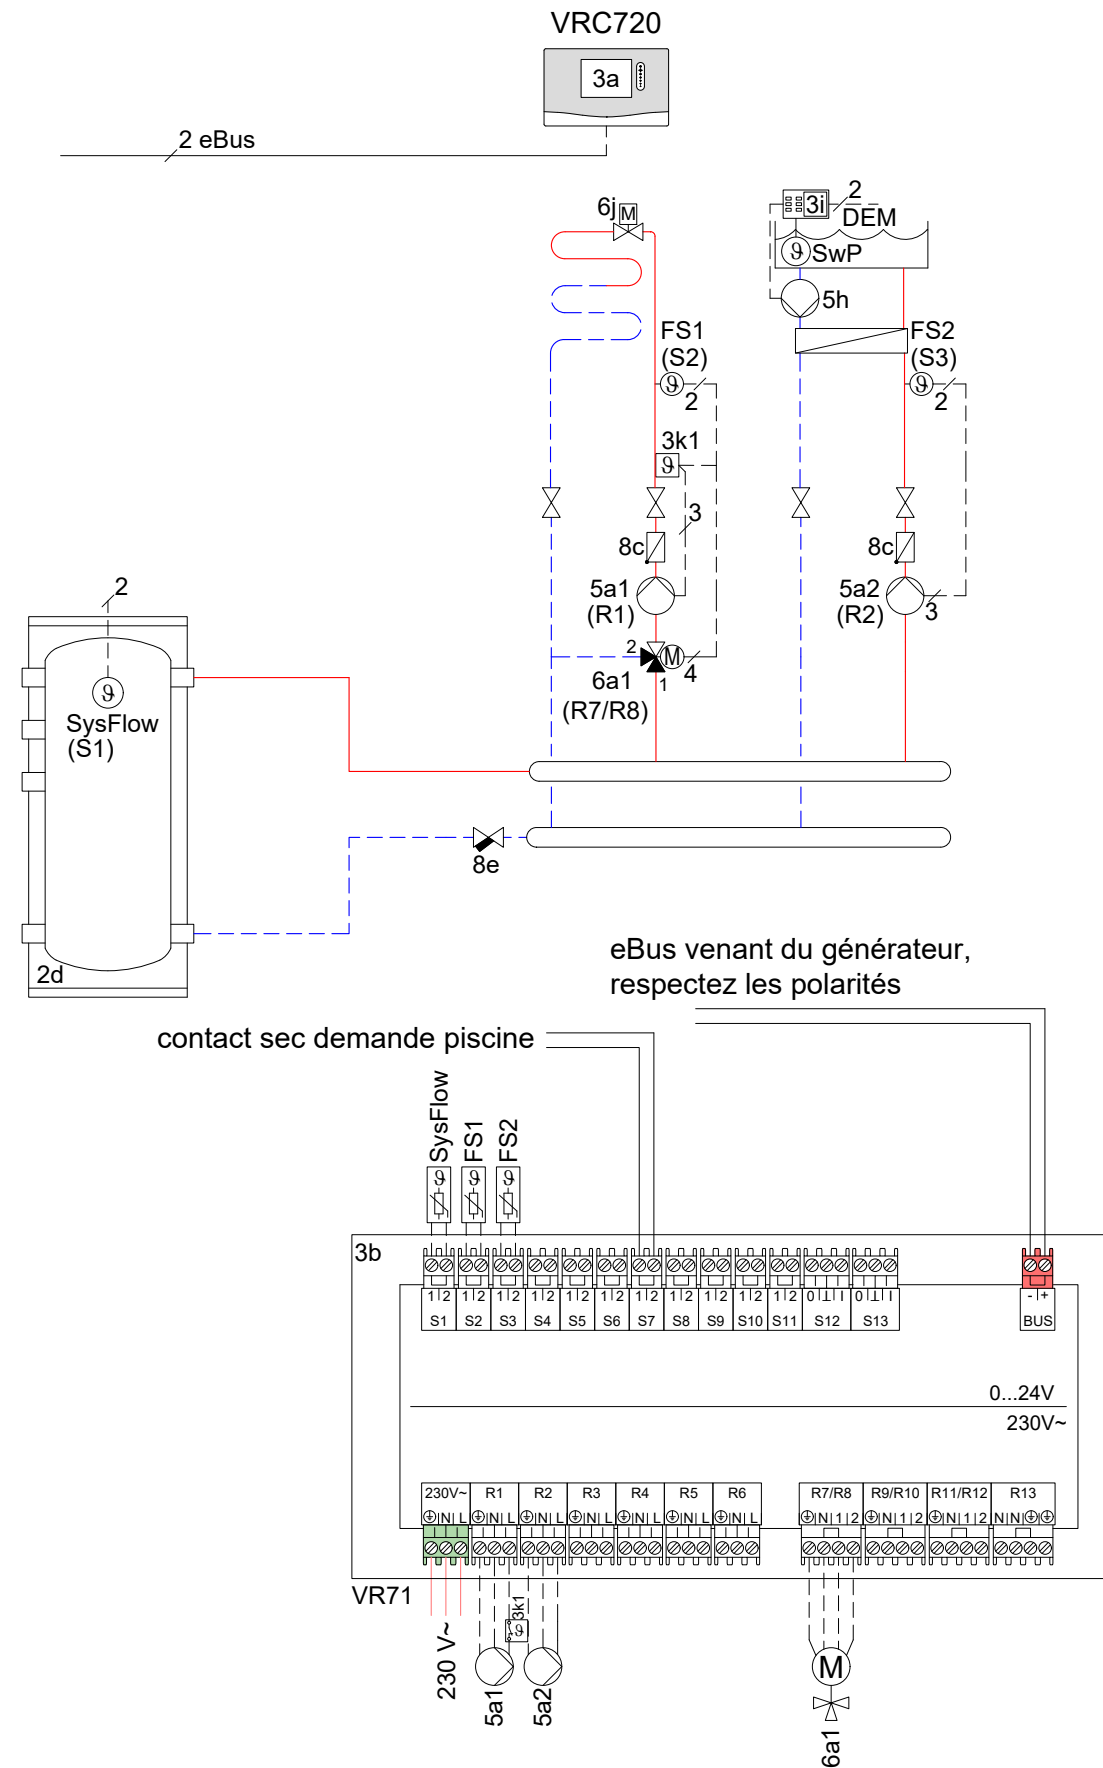 VRC720
3a
2 eBus
6j M
3i
2
DEM
ϑ SwP
5h
FS1
(S2)
ϑ
2
FS2
(S3)
ϑ
2
3k1
ϑ
3
8c
8c
5a1
(R1)
5a2
(R2)
3
2
M
4
1
6a1
(R7/R8)
2
ϑ
SysFlow
(S1)
8e
2d
eBus venant du générateur,
respectez les polarités
contact sec demande piscine
SysFlow
FS1
FS2
ϑ ϑ ϑ
3b
1 2 1 2 1 2 1 2 1 2 1 2 1 2 1 2 1 2 1 2 1 2 0 ⊥ I 0 ⊥ I - +
S1 S2 S3 S4 S5 S6 S7 S8 S9 S10 S11 S12 S13 BUS
0...24V
230V~
230V~ R1 R2 R3 R4 R5 R6 R7/R8 R9/R10 R11/R12 R13
⏚ N L ⏚ N L ⏚ N L ⏚ N L ⏚ N L ⏚ N L ⏚ N L ⏚ N 1 2 ⏚ N 1 2 ⏚ N 1 2 N N ⏚ ⏚
VR71
3k1
ϑ
230 V~
5a1
5a2
M
6a1